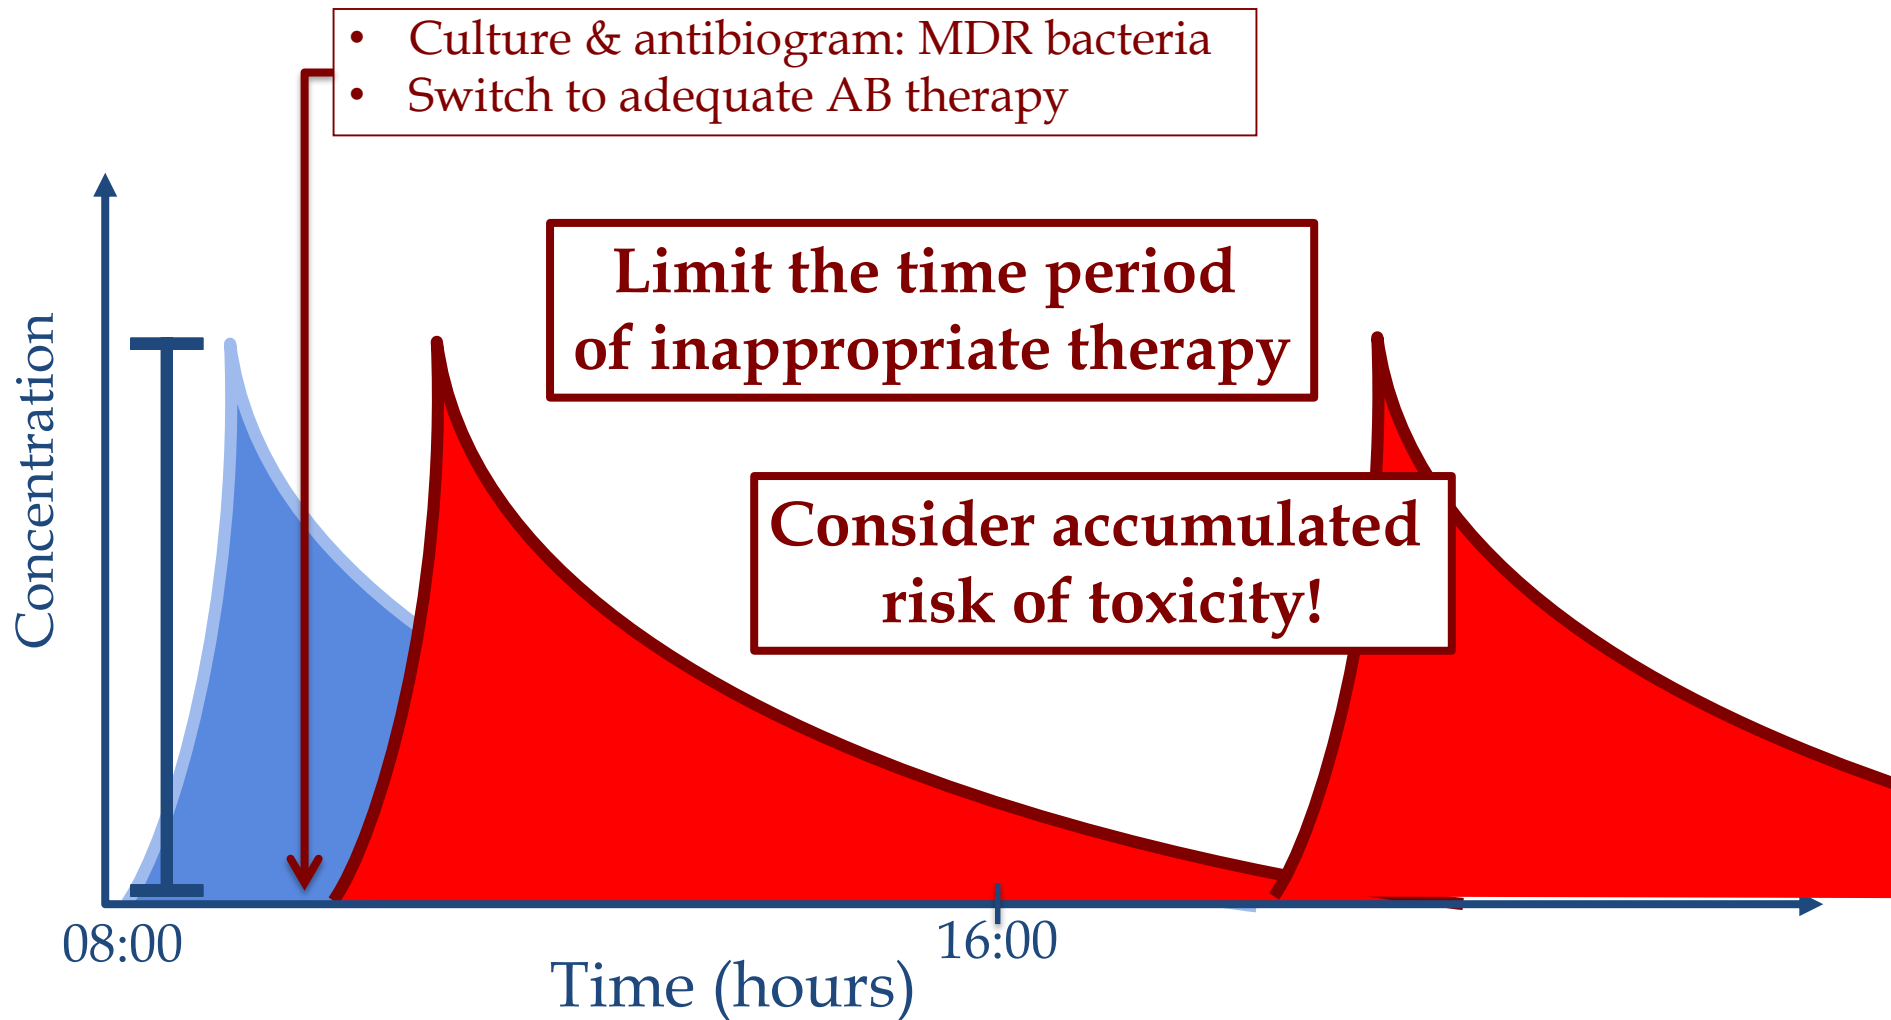 • Culture & antibiogram: MDR bacteria
• Switch to adequate AB therapy
Limit the time period
of inappropriate therapy
Consider accumulated
risk of toxicity!
Concentration
08:00
16:00
Time (hours)